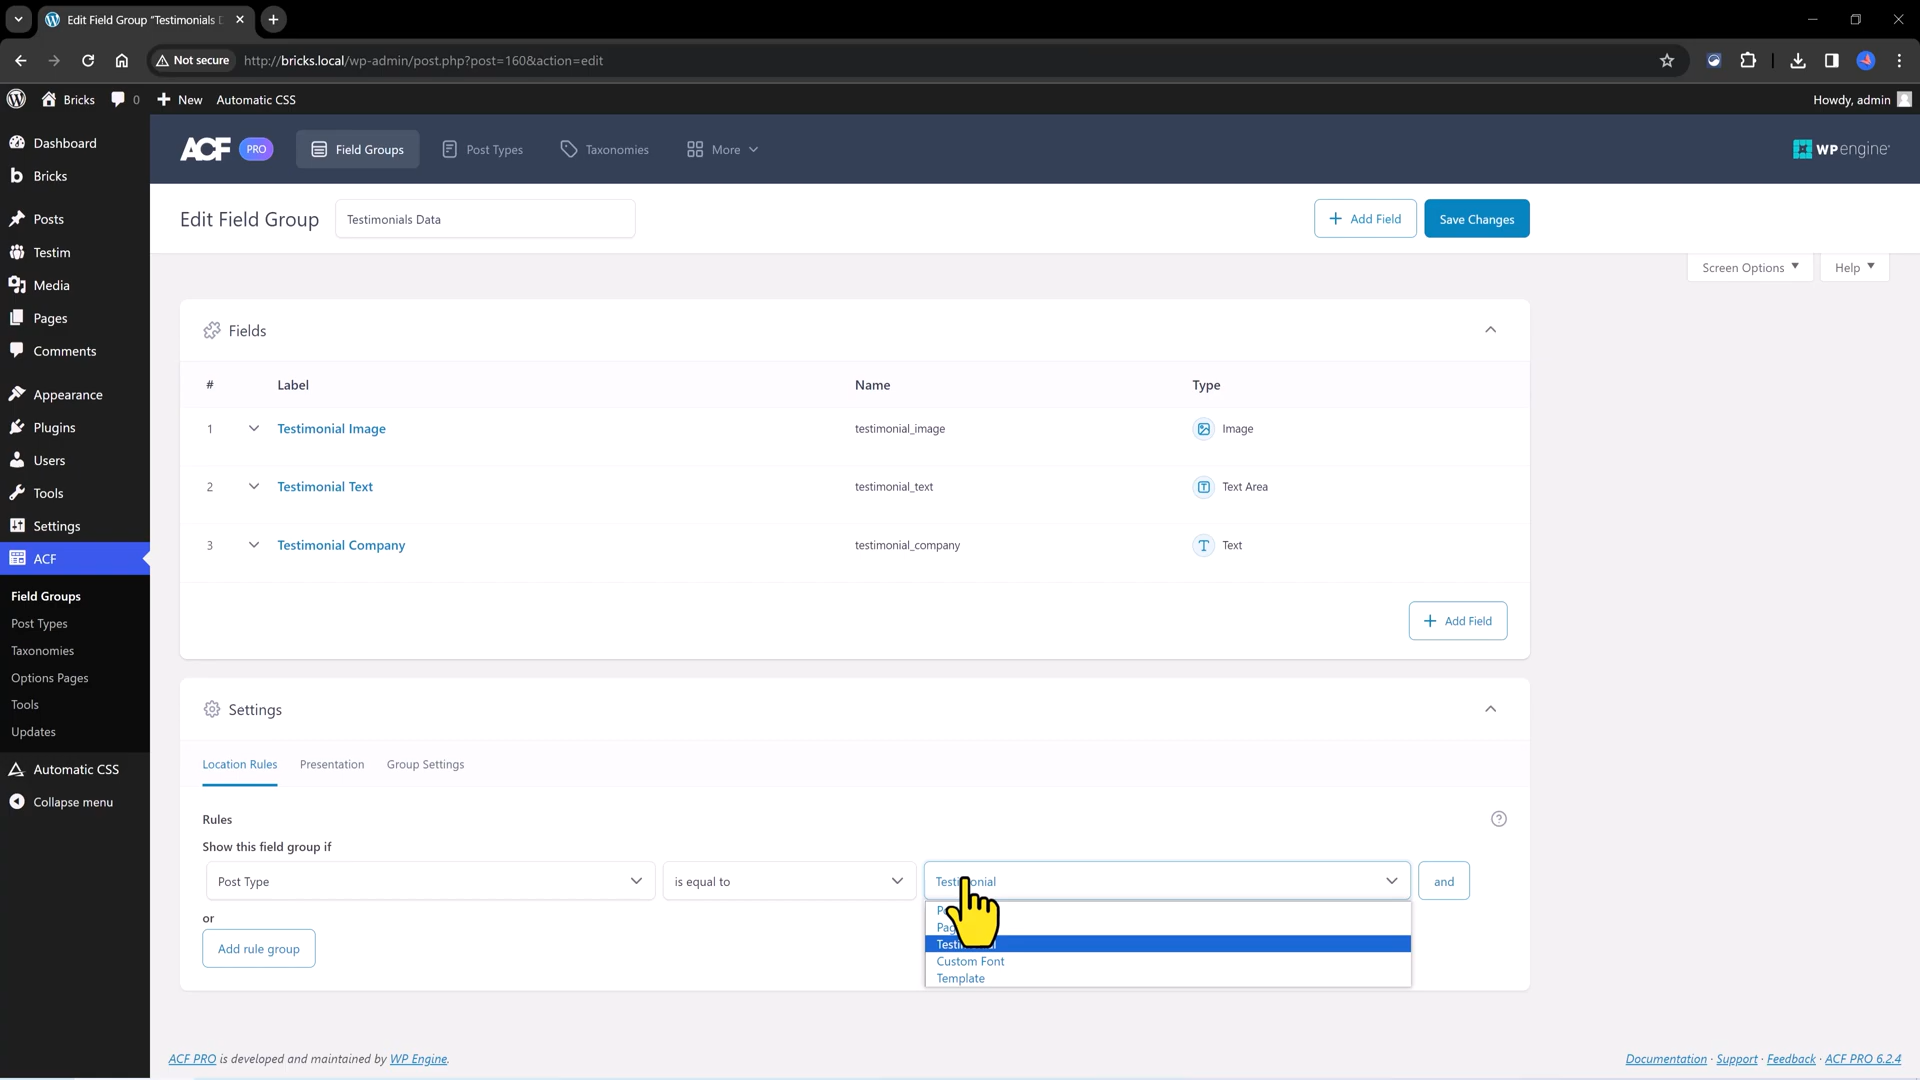 Edit Field Group "Testimonials D
Not secure
http://bricks.local/wp-admin/post.php?post=160&action=edit
Bricks
0
New
Automatic CSS
Howdy, admin
Dashboard
Bricks
Posts
Testim
Media
Pages
Comments
Appearance
Plugins
Users
Tools
Settings
ACF
Field Groups
Post Types
Taxonomies
Options Pages
Tools
Updates
Automatic CSS
Collapse menu
ACF PRO
Field Groups
Post Types
Taxonomies
More
WP engine
Edit Field Group
Testimonials Data
Add Field
Save Changes
Screen Options
Help
Fields
# Label Name Type
1 Testimonial Image testimonial_image Image
2 Testimonial Text testimonial_text Text Area
3 Testimonial Company testimonial_company Text
Add Field
Settings
Location Rules Presentation Group Settings
Rules
Show this field group if
Post Type
is equal to
and
or
Add rule group
Custom Font
Template
ACF PRO is developed and maintained by WP Engine.
Documentation · Support · Feedback · ACF PRO 6.2.4